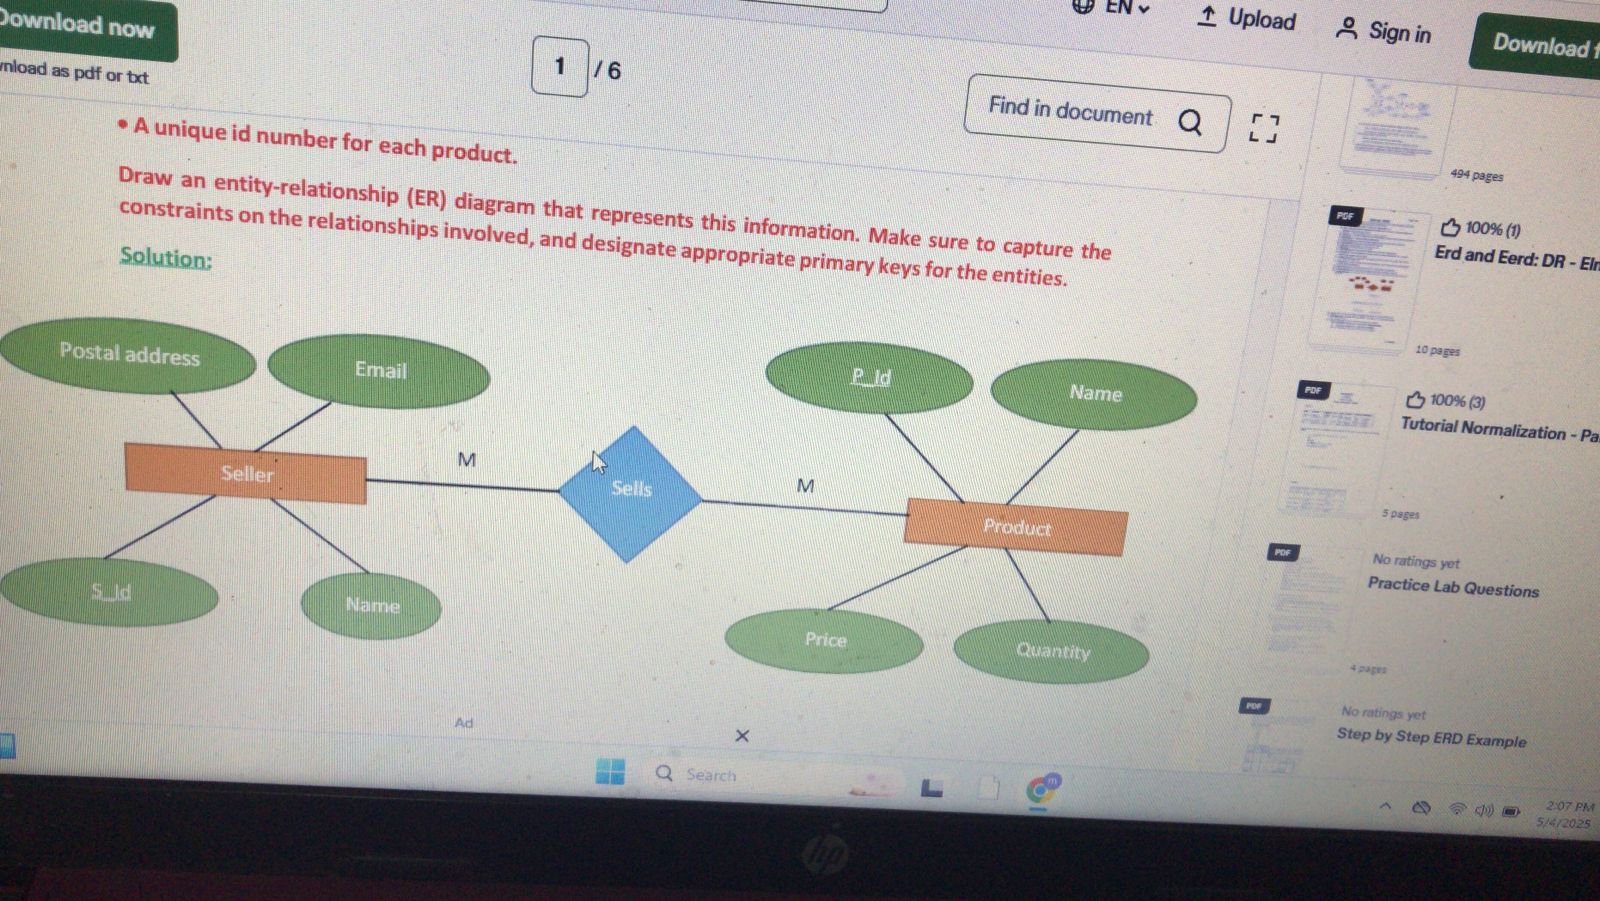 Download now
EN
Upload
Sign in
Download
download as pdf or txt
1 / 6
Find in document
• A unique id number for each product.
Draw an entity-relationship (ER) diagram that represents this information. Make sure to capture the
constraints on the relationships involved, and designate appropriate primary keys for the entities.
Solution:
Postal address
Email
P_Id
Name
Seller
M
Sells
M
Product
S_Id
Name
Price
Quantity
Ad
494 pages
PDF
100% (1)
Erd and Eerd: DR -
10 pages
PDF
100% (3)
Tutorial Normalization -
5 pages
PDF
No ratings yet
Practice Lab Questions
4 pages
PDF
No ratings yet
Step by Step ERD Example
Search
m
2:07 PM
5/4/2025
hp